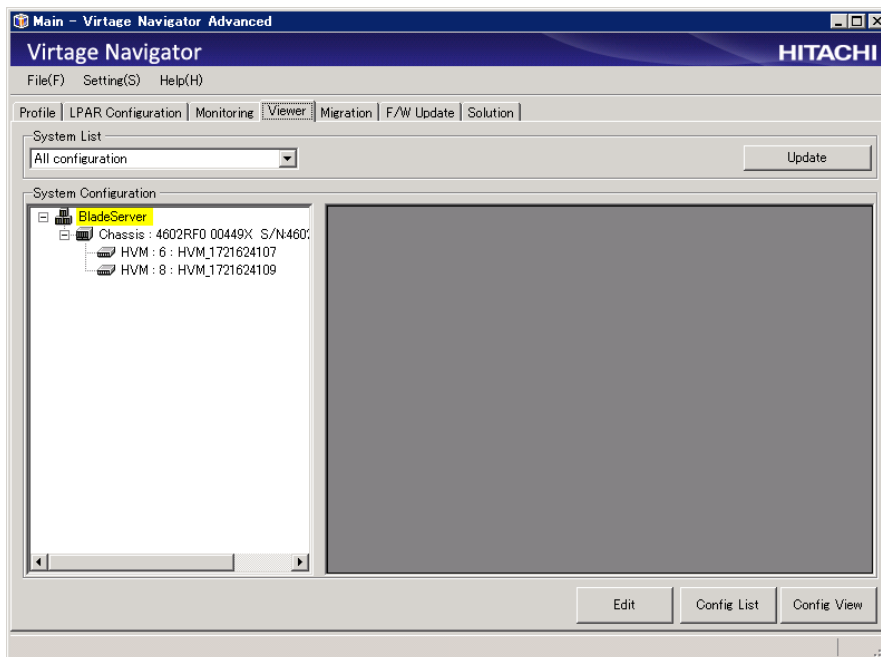 Main - Virtage Navigator Advanced
Virtage Navigator
HITACHI
File(F) Setting(S) Help(H)
Profile LPAR Configuration Monitoring Viewer Migration F/W Update Solution
System List
All configuration
Update
System Configuration
BladeServer
Chassis : 4602RF0 00449X S/N:460
HVM : 6 : HVM_1721624107
HVM : 8 : HVM_1721624109
Edit Config List Config View